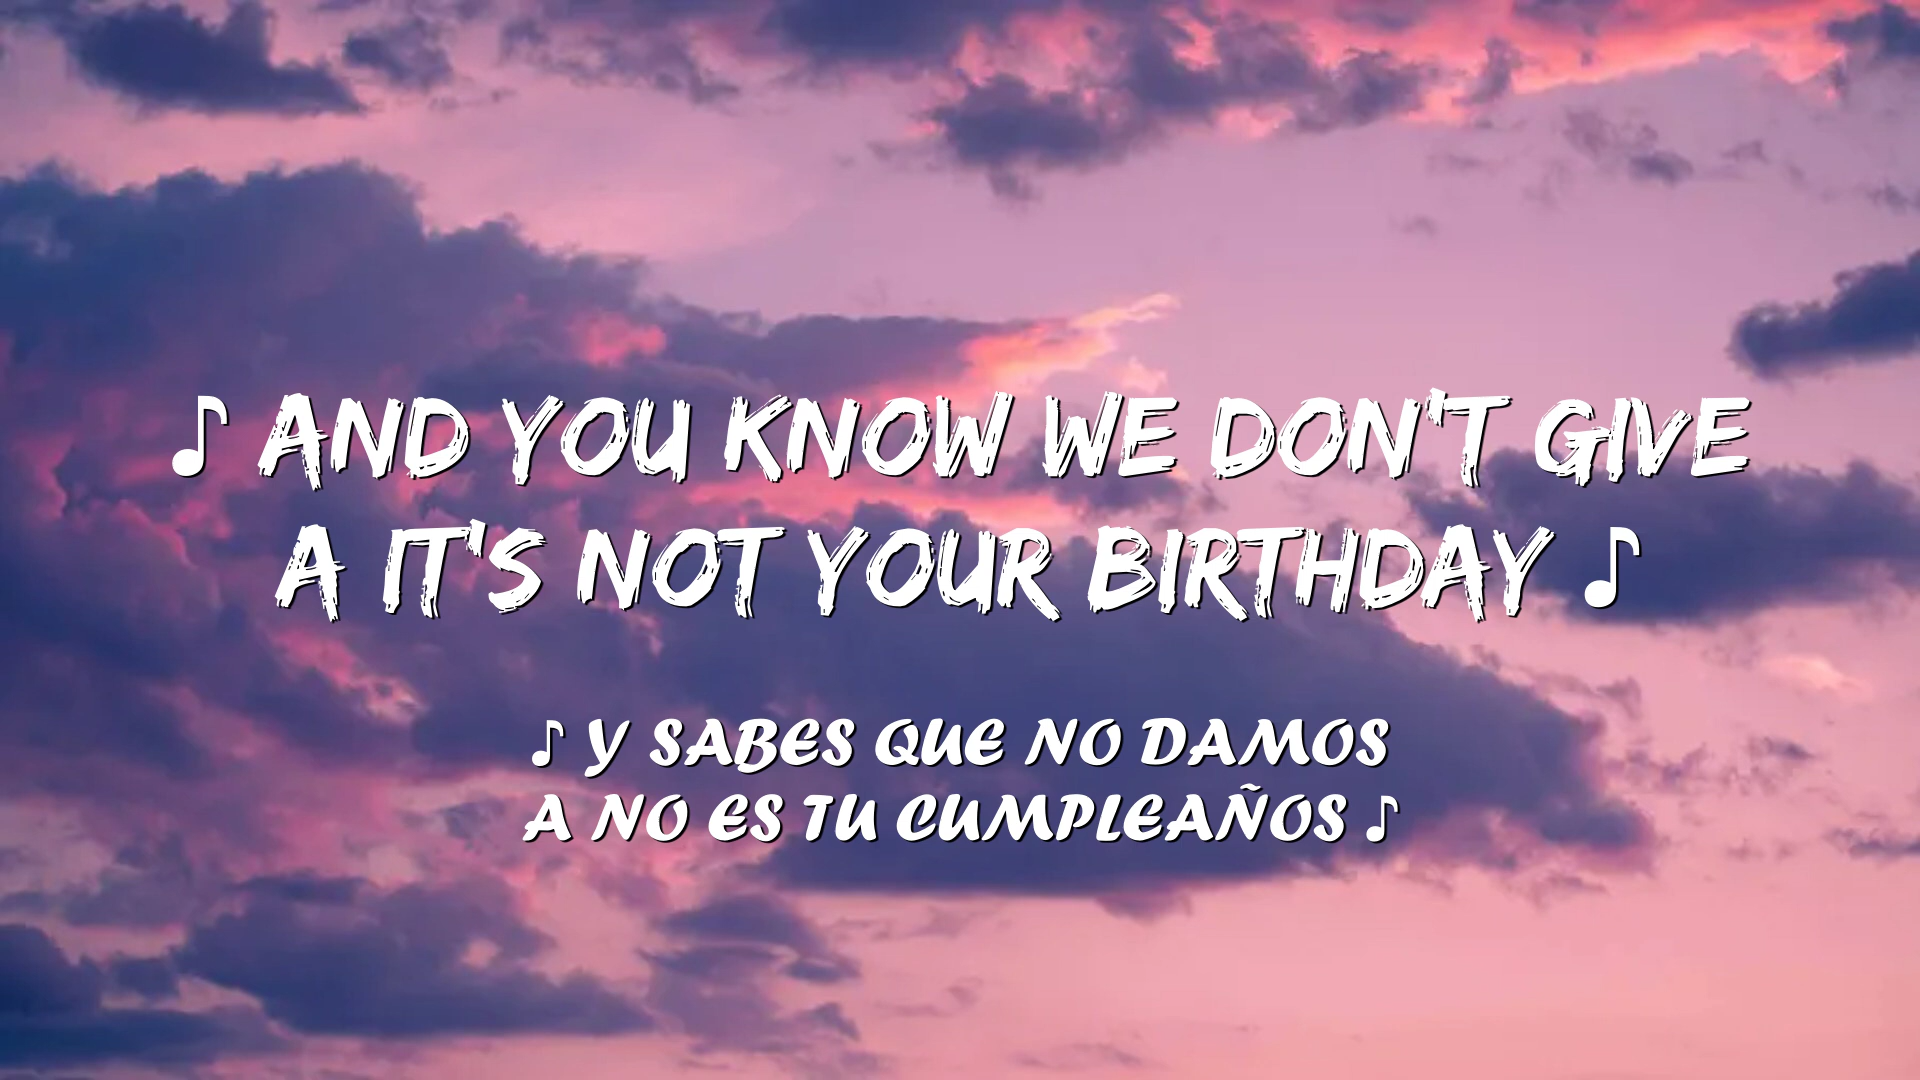 ♪ AND YOU KNOW WE DON'T GIVE
A IT'S NOT YOUR BIRTHDAY ♪
♪ Y SABES QUE NO DAMOS
A NO ES TU CUMPLEAÑOS ♪